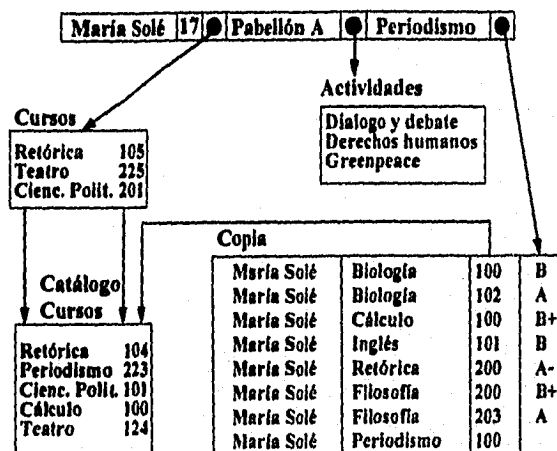 María Solé 17 Pabellón A Periodismo
Actividades
Dialogo y debate
Derechos humanos
Greenpeace
Cursos
Retórica 105
Teatro 225
Cienc. Polit. 201
Catálogo
Cursos
Retórica 104
Periodismo 223
Cienc. Polit. 101
Cálculo 100
Teatro 124
Copia
María Solé Biología 100 B
María Solé Biología 102 A
María Solé Cálculo 100 B+
María Solé Inglés 101 B
María Solé Retórica 200 A-
María Solé Filosofía 200 B+
María Solé Filosofía 203 A
María Solé Periodismo 100